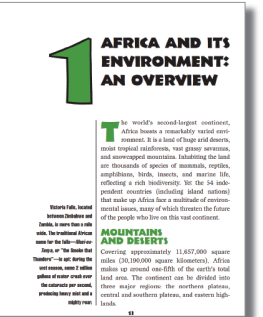 1
AFRICA AND ITS
ENVIRONMENT:
AN OVERVIEW
The world's second-largest continent,
Africa boasts a remarkably varied envi-
ronment. It is a land of huge arid deserts,
moist tropical rainforests, vast grassy savannas,
and snowcapped mountains. Inhabiting the land
are thousands of species of mammals, reptiles,
amphibians, birds, insects, and marine life,
reflecting a rich biodiversity. Yet the 54 inde-
pendent countries (including island nations)
that make up Africa face a multitude of environ-
mental issues, many of which threaten the future
of the people who live on this vast continent.
MOUNTAINS
AND DESERTS
Covering approximately 11,657,000 square
miles (30,190,000 square kilometers), Africa
makes up around one-fifth of the earth's total
land area. The continent can be divided into
three major regions: the northern plateau,
central and southern plateau, and eastern high-
lands.
Victoria Falls, located
between Zimbabwe and
Zambia, is more than a mile
wide. The traditional African
name for the falls—Mosi-oa-
Tunya, or "the Smoke that
Thunders"—is apt: during the
wet season, some 2 million
gallons of water crash over
the cataracts per second,
producing heavy mist and a
mighty roar.
13